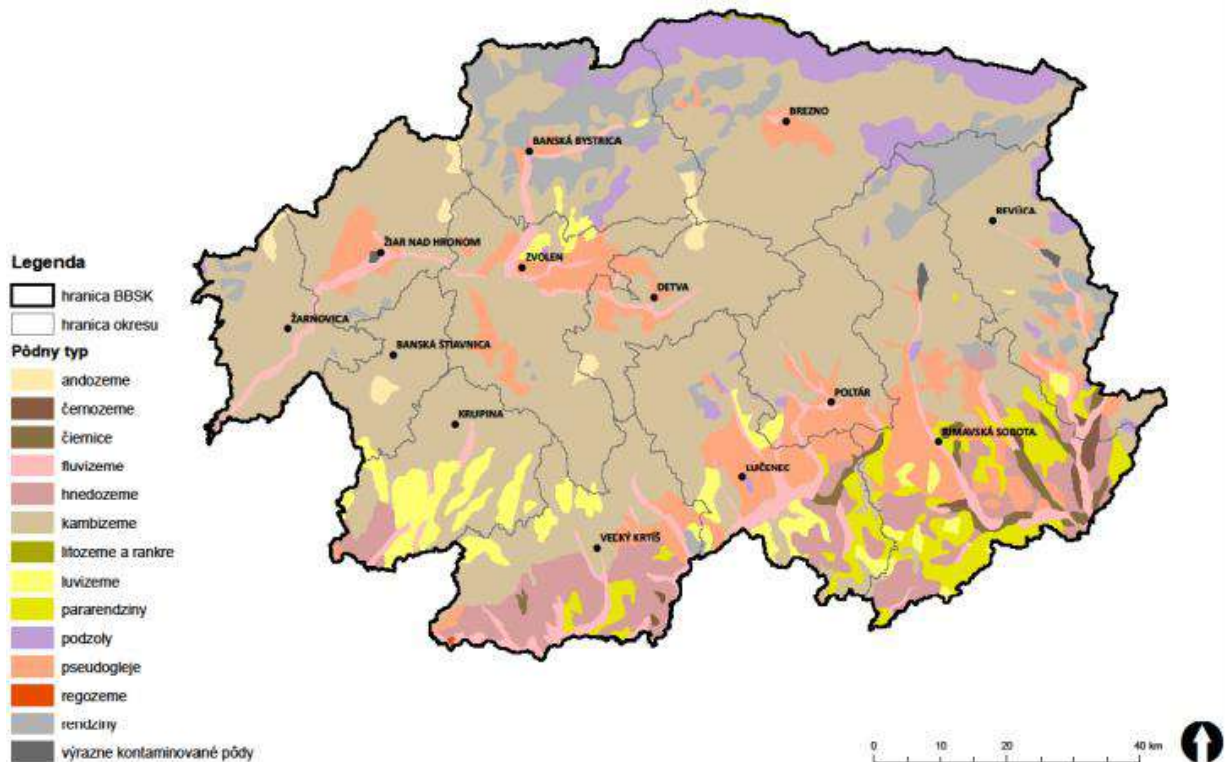 BREZNO
BANSKÁ BYSTRICA
REVÚCA
ŽIAR NAD HRONOM
ZVOLEN
DETVA
ŽARNOVICA
BANSKÁ ŠTIAVNICA
POLTÁR
KRUPINA
RIMAVSKÁ SOBOTA
LUČENEC
VEĽKÝ KRTÍŠ
Legenda
hranica BBSK
hranica okresu
Pôdny typ
andozeme
černozeme
čiernice
fluvizeme
hnedozeme
kambizeme
litozeme a rankre
luvizeme
pararendziny
podzoly
pseudogleje
regozeme
rendziny
výrazne kontaminované pôdy
0 10 20 40 km